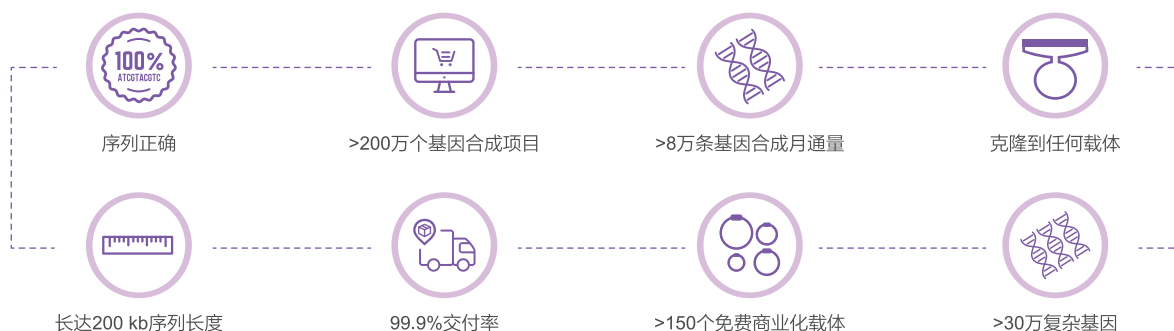 100%
ATCGTACGTC
序列正确
>200万个基因合成项目
>8万条基因合成月通量
克隆到任何载体
长达200 kb序列长度
99.9%交付率
>150个免费商业化载体
>30万复杂基因